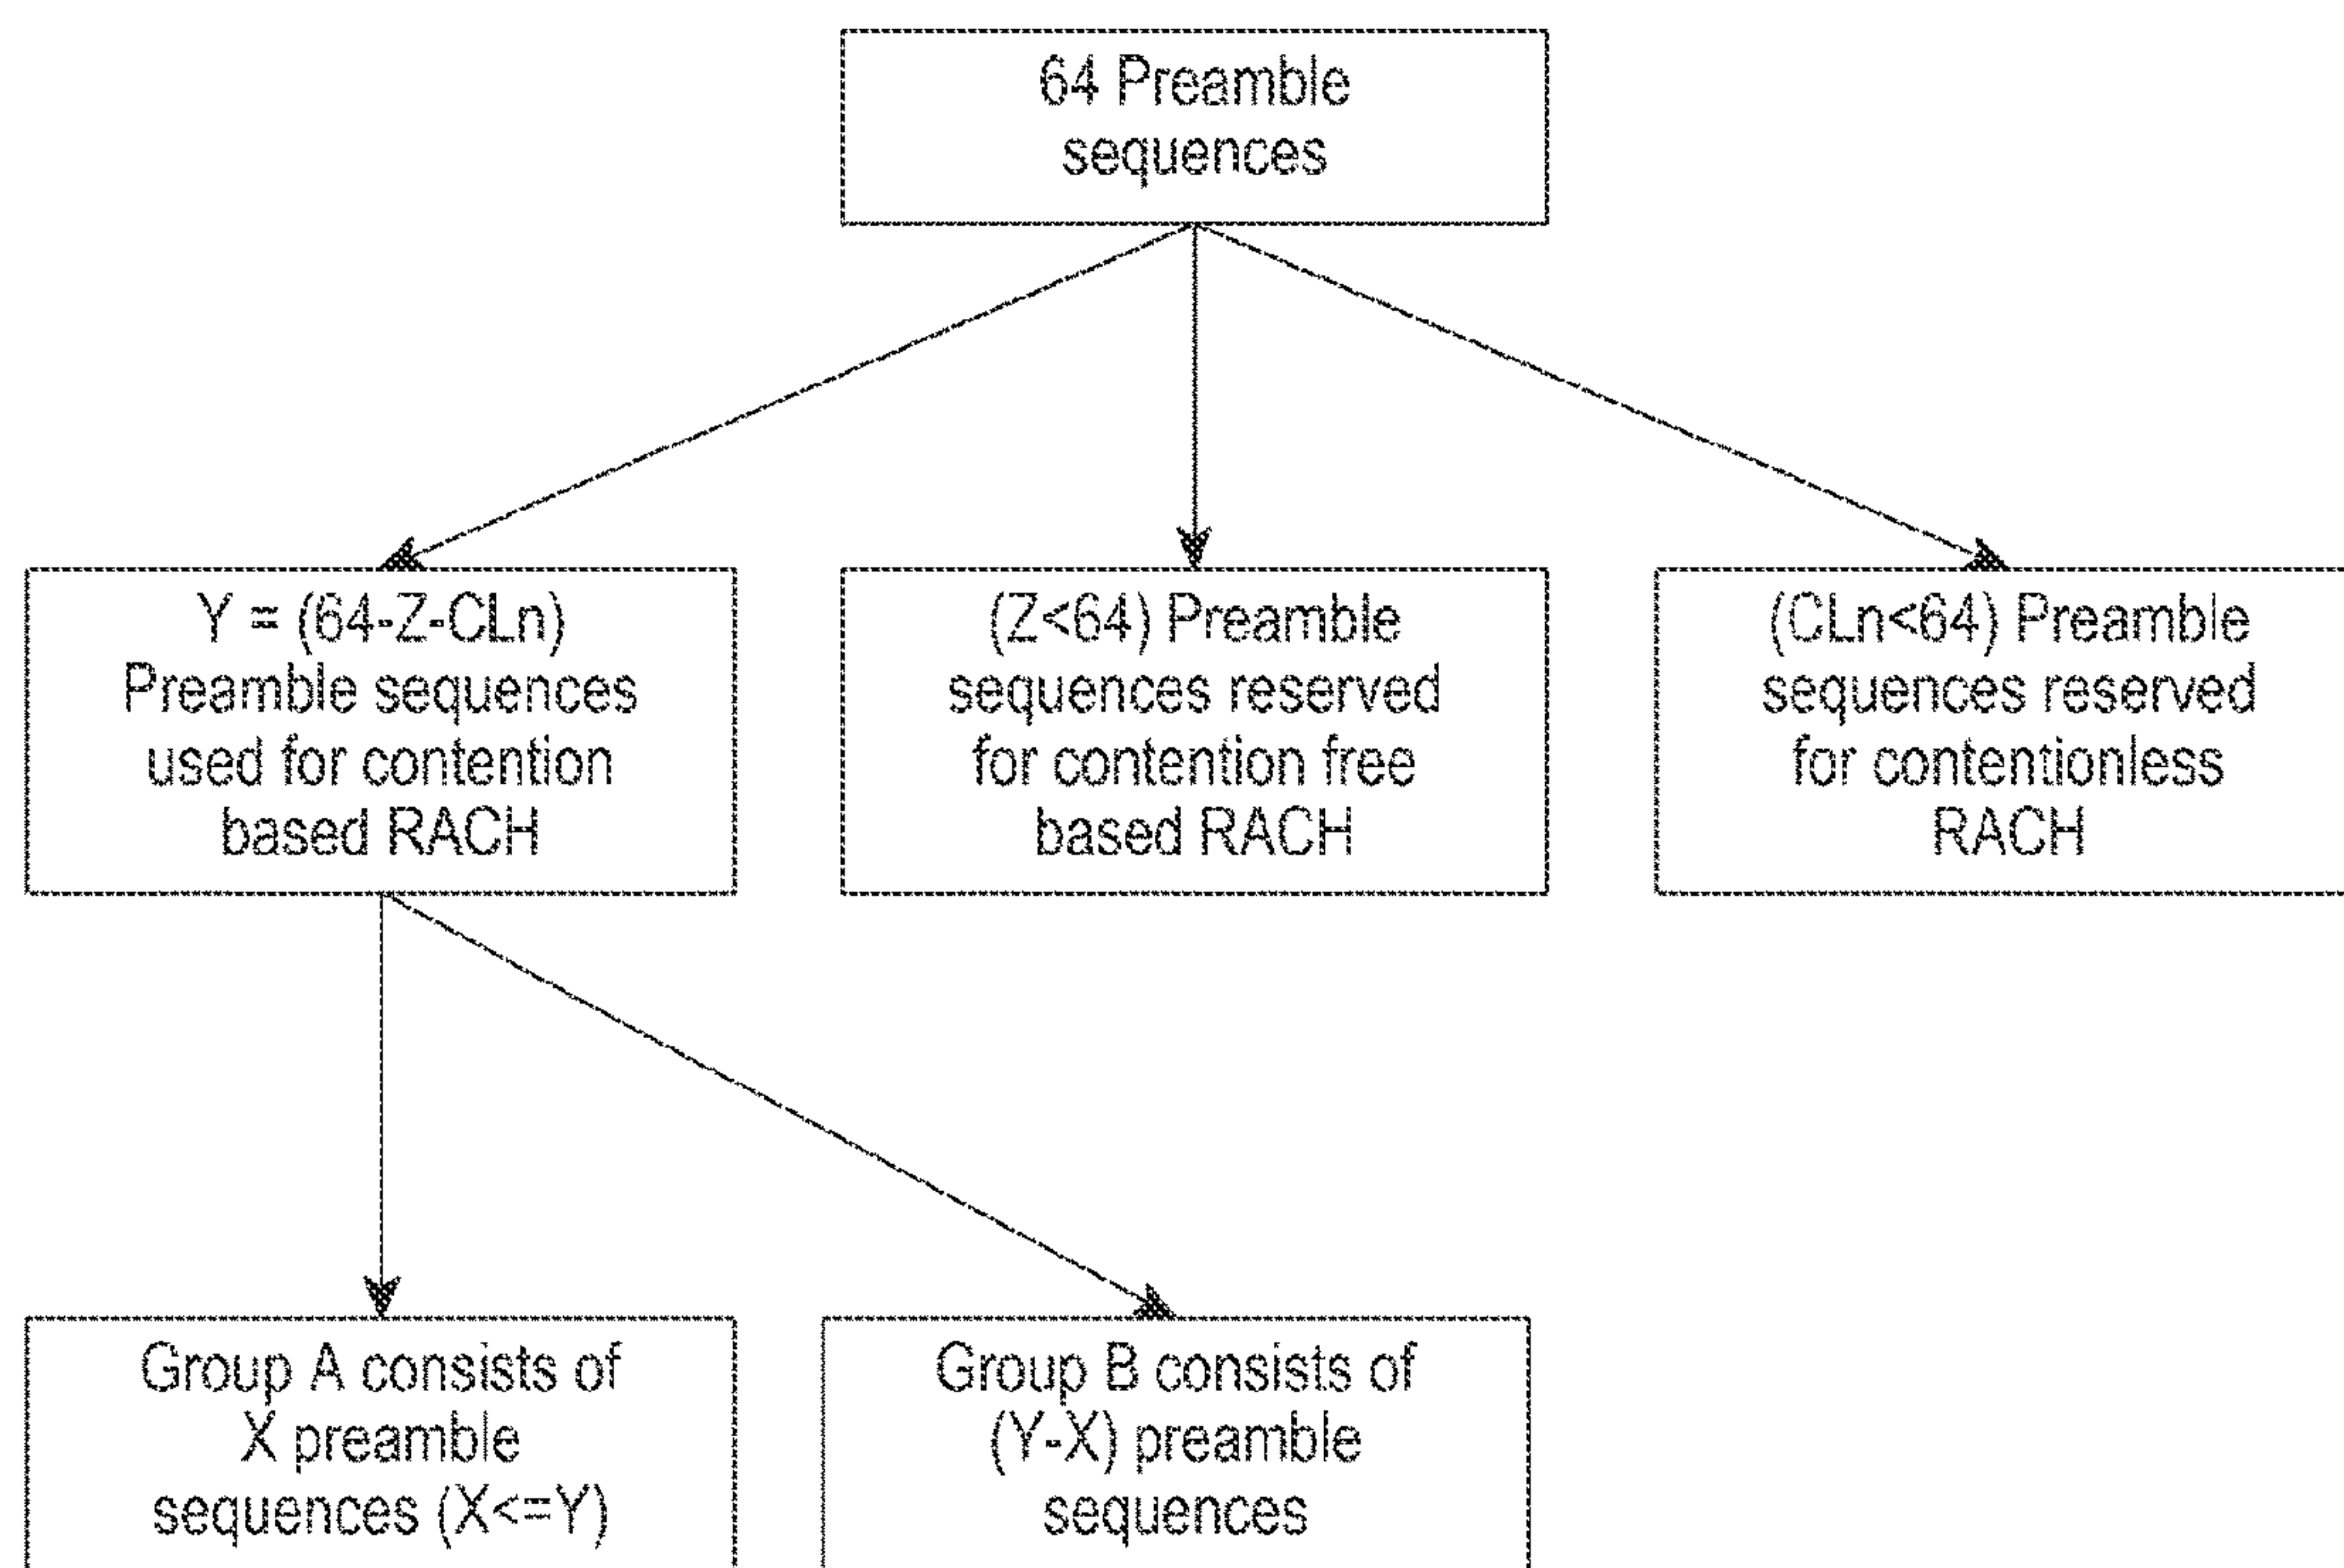 64 Preamble
sequences
Y = (64-Z-CLn)
Preamble sequences
used for contention
based RACH
(Z<64) Preamble
sequences reserved
for contention free
based RACH
(CLn<64) Preamble
sequences reserved
for contentionless
RACH
Group A consists of
X preamble
sequences (X<=Y)
Group B consists of
(Y-X) preamble
sequences